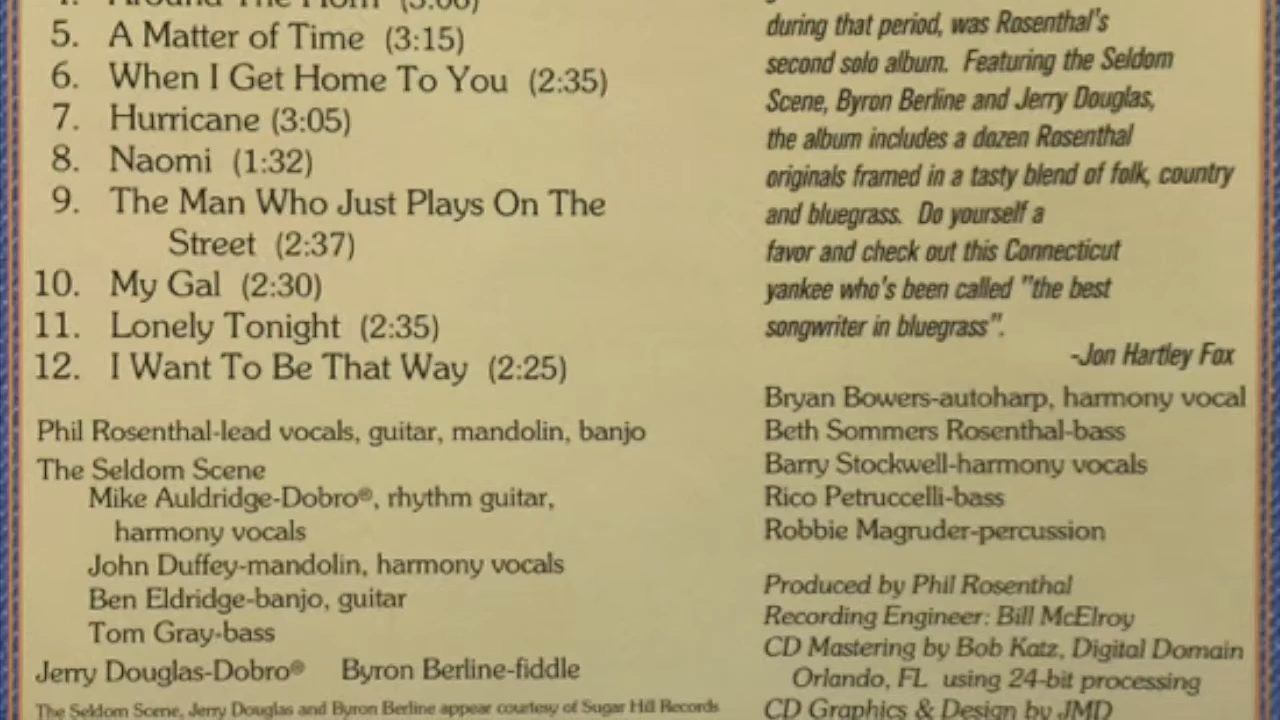 4. Around The Horn (3:06)
5. A Matter of Time (3:15)
6. When I Get Home To You (2:35)
7. Hurricane (3:05)
8. Naomi (1:32)
9. The Man Who Just Plays On The
Street (2:37)
10. My Gal (2:30)
11. Lonely Tonight (2:35)
12. I Want To Be That Way (2:25)
Phil Rosenthal-lead vocals, guitar, mandolin, banjo
The Seldom Scene
Mike Auldridge-Dobro®, rhythm guitar,
harmony vocals
John Duffey-mandolin, harmony vocals
Ben Eldridge-banjo, guitar
Tom Gray-bass
Jerry Douglas-Dobro® Byron Berline-fiddle
The Seldom Scene, Jerry Douglas and Byron Berline appear courtesy of Sugar Hill Records
during that period, was Rosenthal's
second solo album. Featuring the Seldom
Scene, Byron Berline and Jerry Douglas,
the album includes a dozen Rosenthal
originals framed in a tasty blend of folk, country
and bluegrass. Do yourself a
favor and check out this Connecticut
yankee who's been called "the best
songwriter in bluegrass".
-Jon Hartley Fox
Bryan Bowers-autoharp, harmony vocal
Beth Sommers Rosenthal-bass
Barry Stockwell-harmony vocals
Rico Petruccelli-bass
Robbie Magruder-percussion
Produced by Phil Rosenthal
Recording Engineer: Bill McElroy
CD Mastering by Bob Katz, Digital Domain
Orlando, FL using 24-bit processing
CD Graphics & Design by JMD